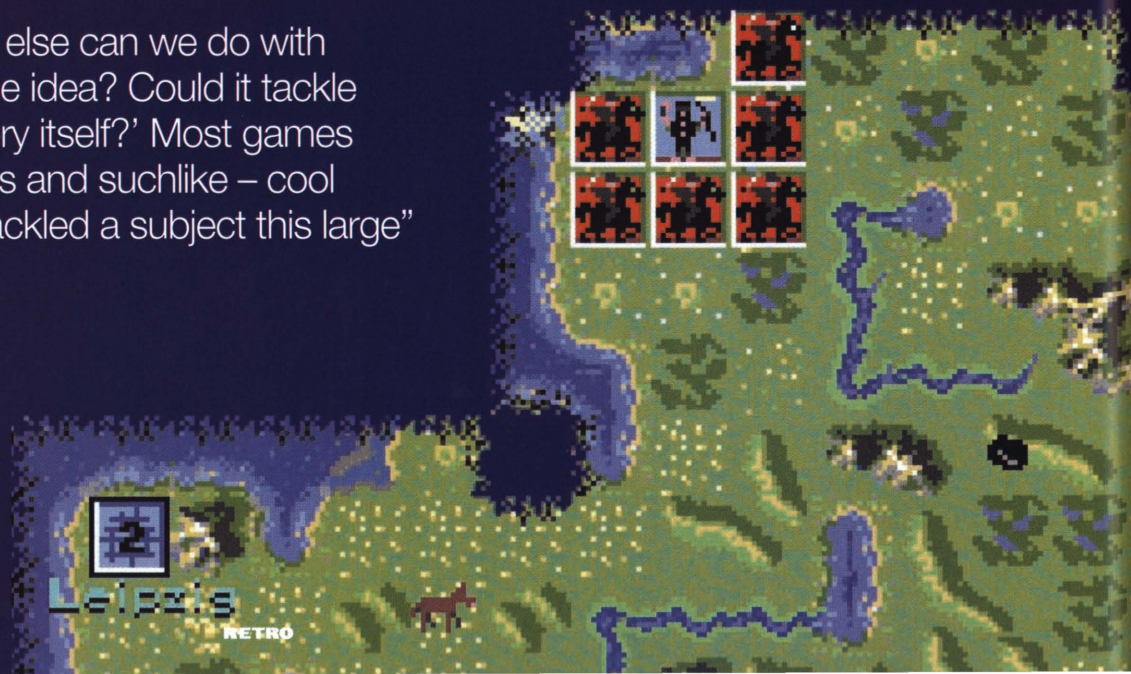 else can we do with
e idea? Could it tackle
ry itself?’ Most games
s and suchlike – cool
ackled a subject this large”
2
Leipzig
RETRO